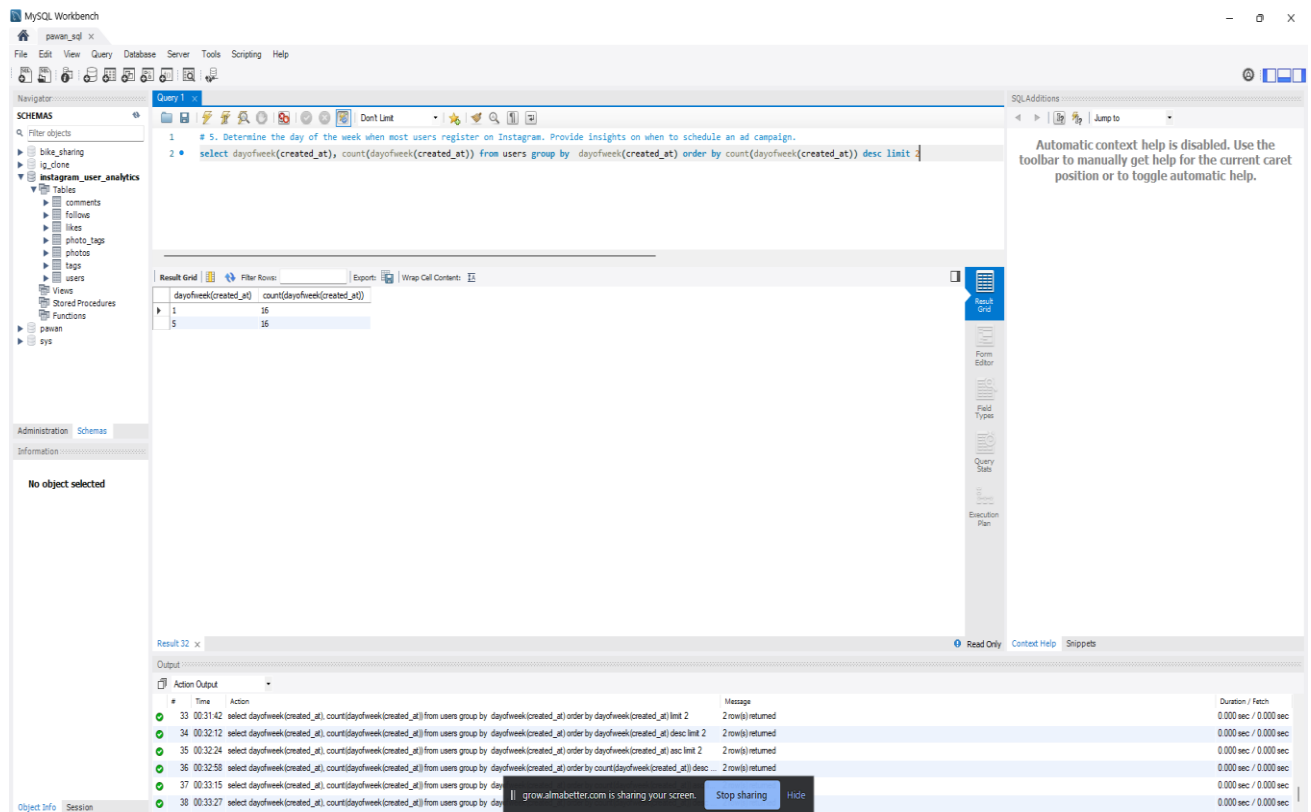 MySQL Workbench
pawan_sql ×
File Edit View Query Database Server Tools Scripting Help
Navigator
SCHEMAS
Filter objects
bike_sharing
ig_clone
instagram_user_analytics
Tables
comments
follows
likes
photo_tags
photos
tags
users
Views
Stored Procedures
Functions
pawan
sys
Administration Schemas
Information
No object selected
Object Info Session
Query 1 ×
Don't Limit
1 # 5. Determine the day of the week when most users register on Instagram. Provide insights on when to schedule an ad campaign.
2 select dayofweek(created_at), count(dayofweek(created_at)) from users group by  dayofweek(created_at) order by count(dayofweek(created_at)) desc limit 2
Result Grid Filter Rows: Export: Wrap Cell Content:
dayofweek(created_at) count(dayofweek(created_at))
1 16
5 16
Result Grid
Form Editor
Field Types
Query Stats
Execution Plan
Result 32 × Read Only
SQLAdditions
Jump to
Automatic context help is disabled. Use the
toolbar to manually get help for the current caret
position or to toggle automatic help.
Context Help Snippets
Output
Action Output
# Time Action Message Duration / Fetch
33 00:31:42 select dayofweek(created_at), count(dayofweek(created_at)) from users group by  dayofweek(created_at) order by dayofweek(created_at) limit 2 2 row(s) returned 0.000 sec / 0.000 sec
34 00:32:12 select dayofweek(created_at), count(dayofweek(created_at)) from users group by  dayofweek(created_at) order by dayofweek(created_at) desc limit 2 2 row(s) returned 0.000 sec / 0.000 sec
35 00:32:24 select dayofweek(created_at), count(dayofweek(created_at)) from users group by  dayofweek(created_at) order by dayofweek(created_at) asc limit 2 2 row(s) returned 0.000 sec / 0.000 sec
36 00:32:58 select dayofweek(created_at), count(dayofweek(created_at)) from users group by  dayofweek(created_at) order by count(dayofweek(created_at)) desc ... 2 row(s) returned 0.000 sec / 0.000 sec
37 00:33:15 select dayofweek(created_at), count(dayofweek(created_at)) from users group by 0.000 sec / 0.000 sec
38 00:33:27 select dayofweek(created_at), count(dayofweek(created_at)) from users group by 0.000 sec / 0.000 sec
grow.almabetter.com is sharing your screen. Stop sharing Hide